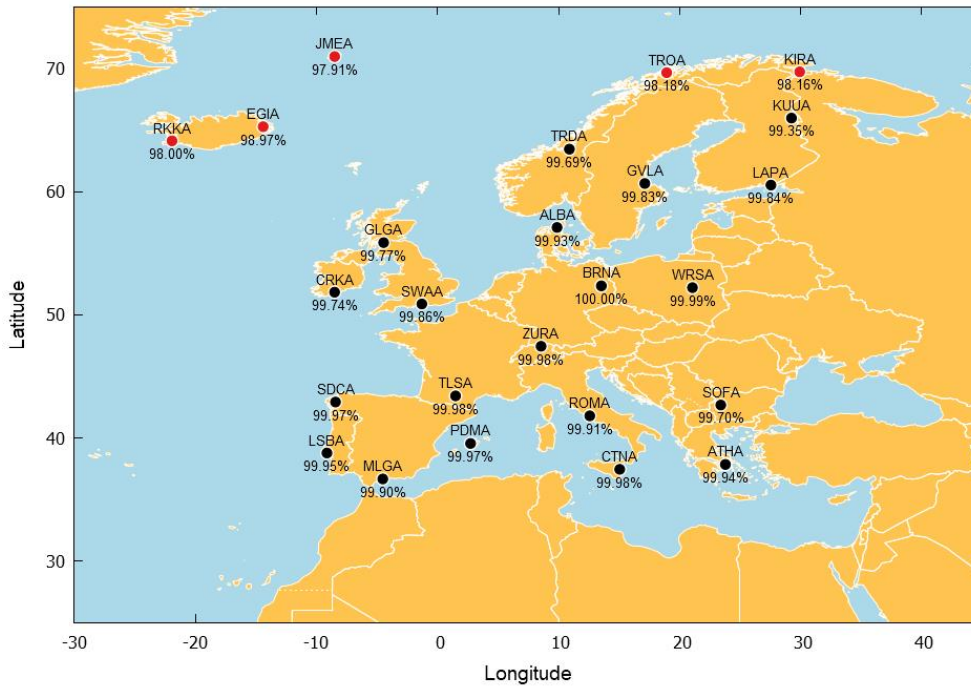 70
60
50
40
30
-30
-20
-10
0
10
20
30
40
Latitude
Longitude
JMEA
97.91%
TROA
98.18%
KIRA
98.16%
KUUA
99.35%
EGIA
98.97%
RKKA
98.00%
TRDA
99.69%
GVLA
99.83%
LAPA
99.84%
ALBA
99.93%
GLGA
99.77%
CRKA
99.74%
SWAA
99.86%
BRNA
100.00%
WRSA
99.99%
ZURA
99.98%
SDCA
99.97%
TLSA
99.98%
ROMA
99.91%
SOFA
99.70%
LSBA
99.95%
PDMA
99.97%
MLGA
99.90%
CTNA
99.98%
ATHA
99.94%